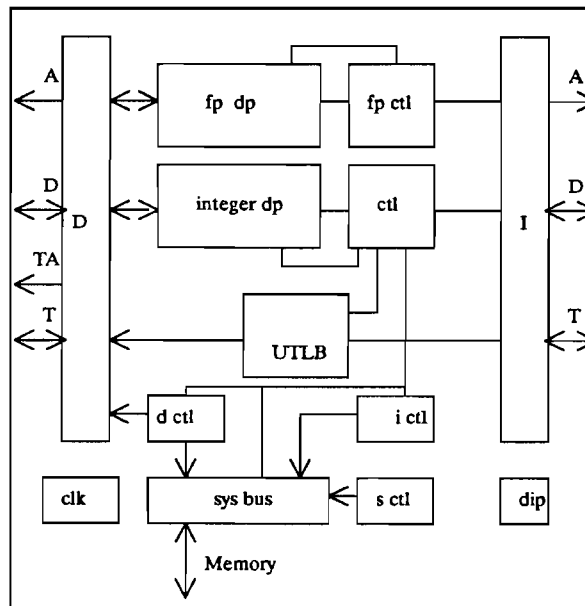 A
fp dp
fp ctl
A
D
D
integer dp
ctl
I
D
TA
T
UTLB
T
d ctl
i ctl
clk
sys bus
s ctl
dip
Memory